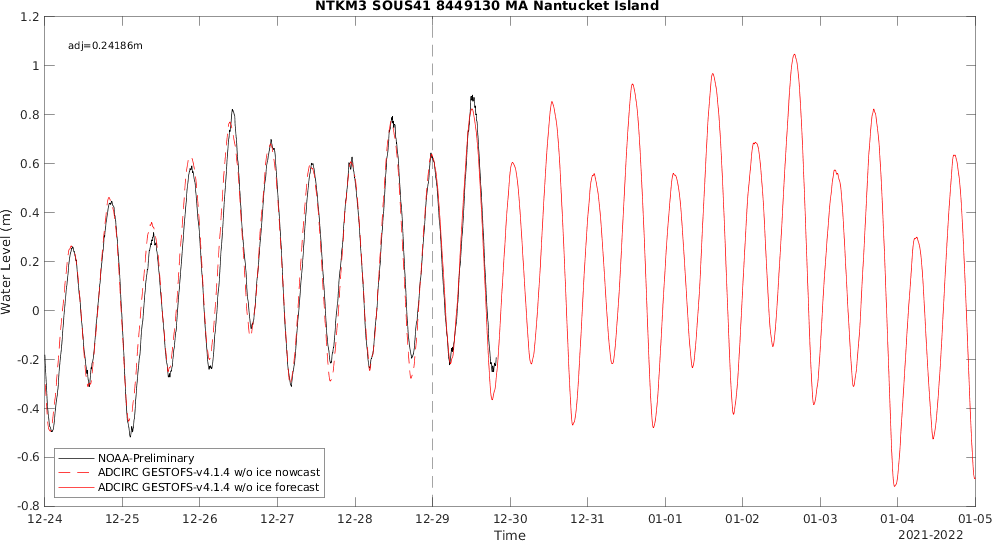 NTKM3 SOUS41 8449130 MA Nantucket Island
1.2
adj=0.24186m
1
0.8
0.6
0.4
0.2
0
-0.2
-0.4
-0.6
-0.8
Water Level (m)
NOAA-Preliminary
ADCIRC GESTOFS-v4.1.4 w/o ice nowcast
ADCIRC GESTOFS-v4.1.4 w/o ice forecast
12-24 12-25 12-26 12-27 12-28 12-29 12-30 12-31 01-01 01-02 01-03 01-04 01-05
Time
2021-2022